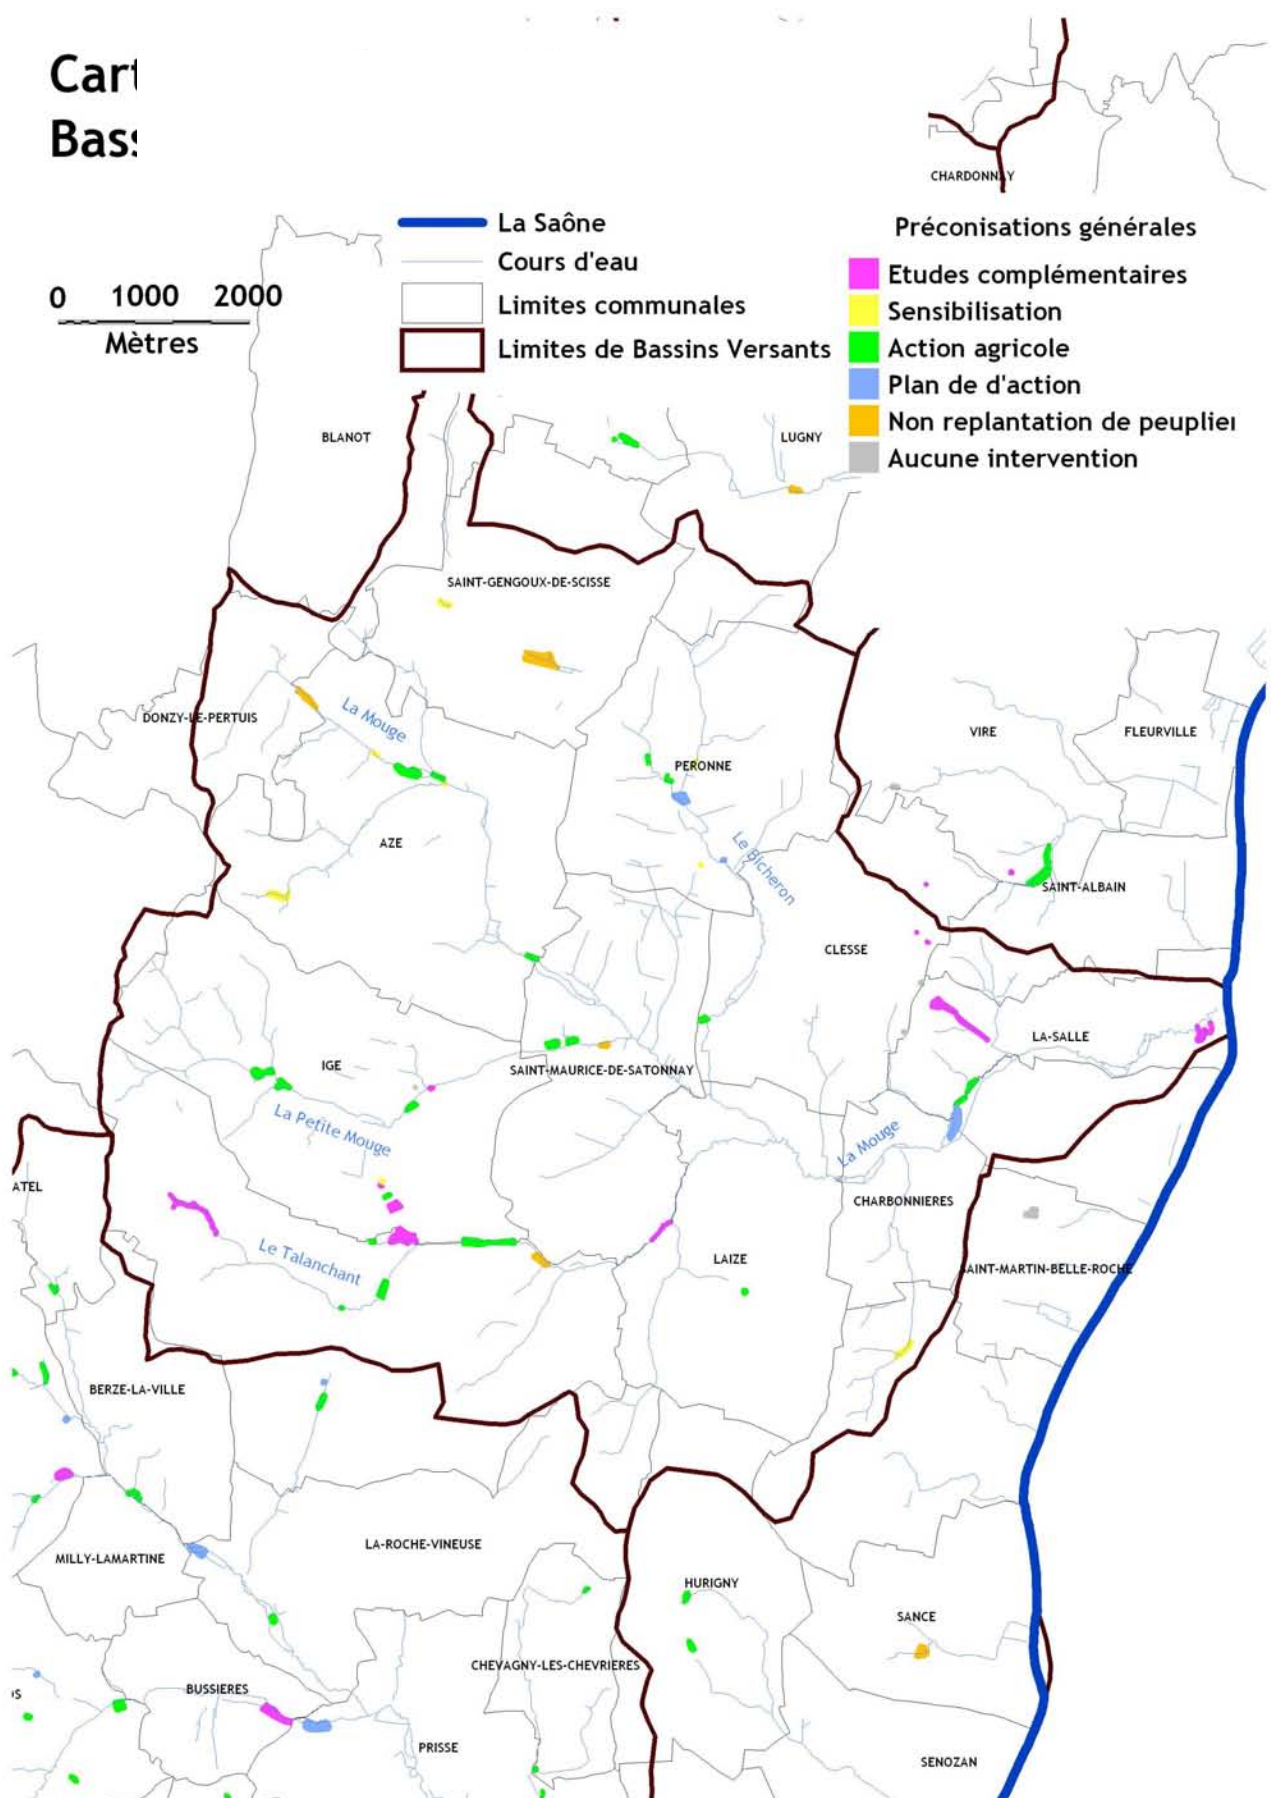 Cart
Bass
CHARDONNAY
La Saône
Cours d'eau
Limites communales
Limites de Bassins Versants
0 1000 2000
Mètres
Préconisations générales
Etudes complémentaires
Sensibilisation
Action agricole
Plan de d'action
Non replantation de peuplier
Aucune intervention
BLANOT
LUGNY
SAINT-GENGOUX-DE-SCISSE
DONZY-LE-PERTUIS
La Mouge
VIRE
FLEURVILLE
PERONNE
AZE
Le Bicheron
SAINT-ALBAIN
CLESSE
LA-SALLE
IGE
SAINT-MAURICE-DE-SATONNAY
La Petite Mouge
La Mouge
ATEL
CHARBONNIERES
Le Talanchant
LAIZE
SAINT-MARTIN-BELLE-ROCHE
BERZE-LA-VILLE
LA-ROCHE-VINEUSE
MILLY-LAMARTINE
HURIGNY
SANCE
CHEVAGNY-LES-CHEVRIERES
OS
BUSSIERES
PRISSE
SENOZAN